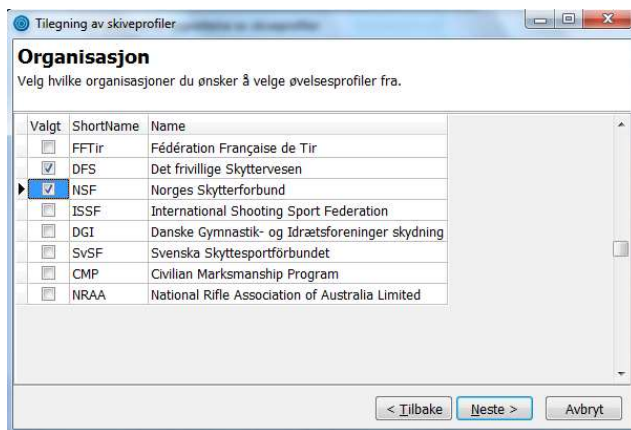 Tilegning av skiveprofiler
Organisasjon
Velg hvilke organisasjoner du ønsker å velge øvelsesprofiler fra.
Valgt ShortName Name
FFTir Fédération Française de Tir
DFS Det frivillige Skyttervesen
NSF Norges Skytterforbund
ISSF International Shooting Sport Federation
DGI Danske Gymnastik- og Idrætsforeninger skydning
SvSF Svenska Skyttesportförbundet
CMP Civilian Marksmanship Program
NRAA National Rifle Association of Australia Limited
< Tilbake Neste > Avbryt